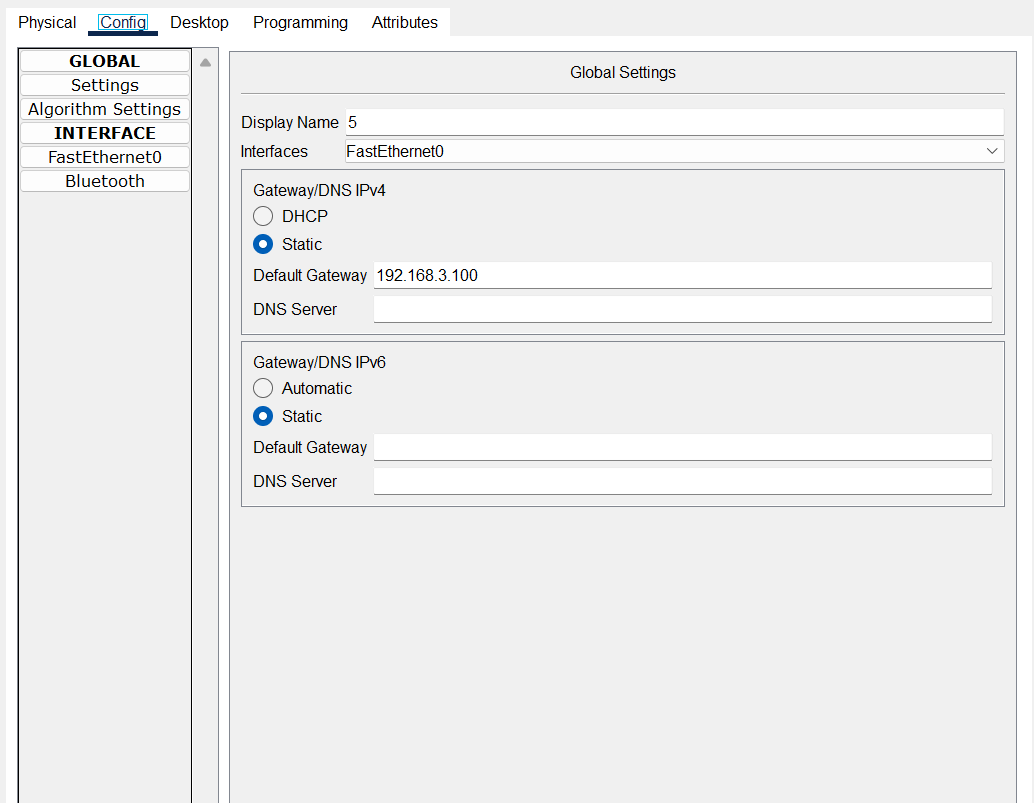 Physical Config Desktop Programming Attributes
GLOBAL
Settings
Algorithm Settings
INTERFACE
FastEthernet0
Bluetooth
Global Settings
Display Name 5
Interfaces FastEthernet0
Gateway/DNS IPv4
DHCP
Static
Default Gateway 192.168.3.100
DNS Server
Gateway/DNS IPv6
Automatic
Static
Default Gateway
DNS Server